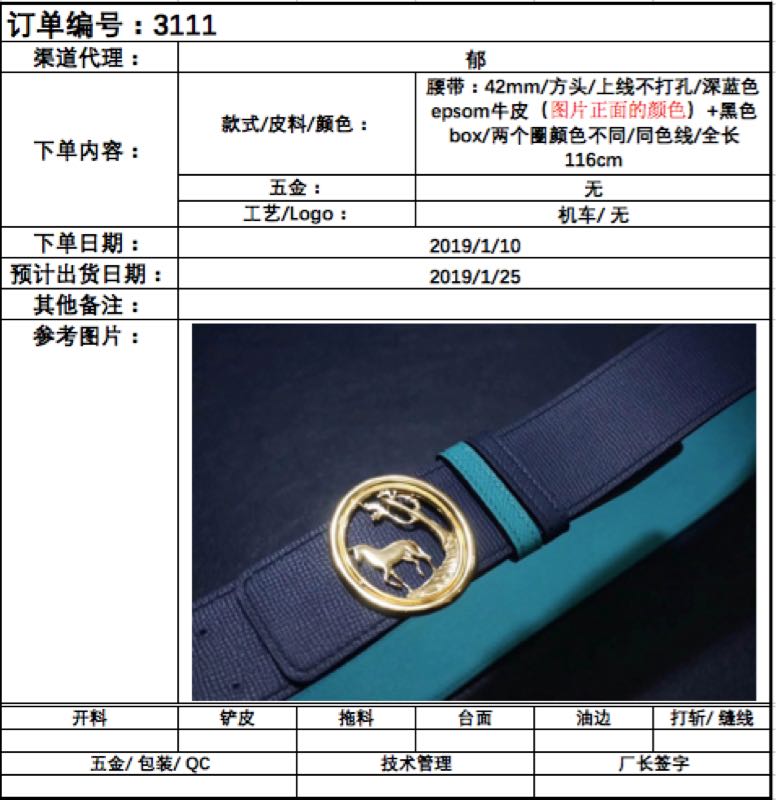 订单编号：3111
渠道代理：
郁
下单内容：
款式/皮料/颜色：
腰带：42mm/方头/上线不打孔/深蓝色
epsom牛皮（图片正面的颜色）+黑色
box/两个圈颜色不同/同色线/全长
116cm
五金：
无
工艺/Logo：
机车/ 无
下单日期：
2019/1/10
预计出货日期：
2019/1/25
其他备注：
参考图片：
开料
铲皮
拖料
台面
油边
打斩/ 缝线
五金/ 包装/ QC
技术管理
厂长签字